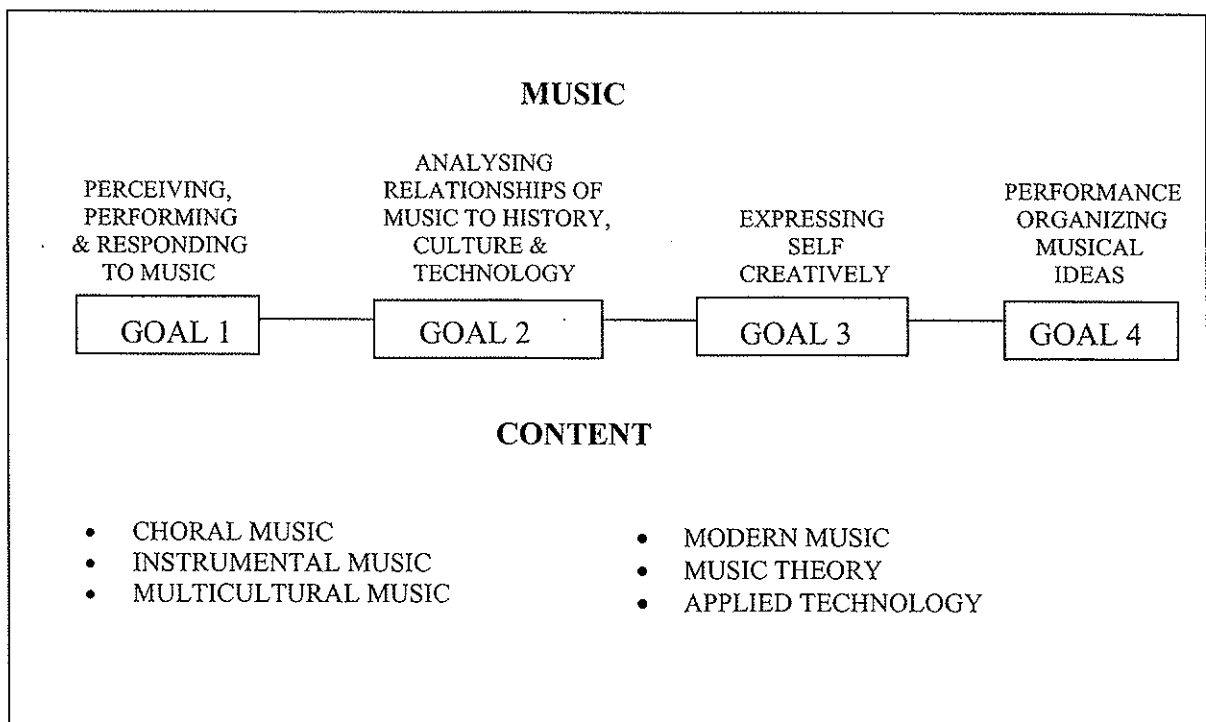 MUSIC
PERCEIVING,
PERFORMING
& RESPONDING
TO MUSIC
GOAL 1
ANALYSING
RELATIONSHIPS OF
MUSIC TO HISTORY,
CULTURE &
TECHNOLOGY
GOAL 2
EXPRESSING
SELF
CREATIVELY
GOAL 3
PERFORMANCE
ORGANIZING
MUSICAL
IDEAS
GOAL 4
CONTENT
• CHORAL MUSIC
• INSTRUMENTAL MUSIC
• MULTICULTURAL MUSIC
• MODERN MUSIC
• MUSIC THEORY
• APPLIED TECHNOLOGY